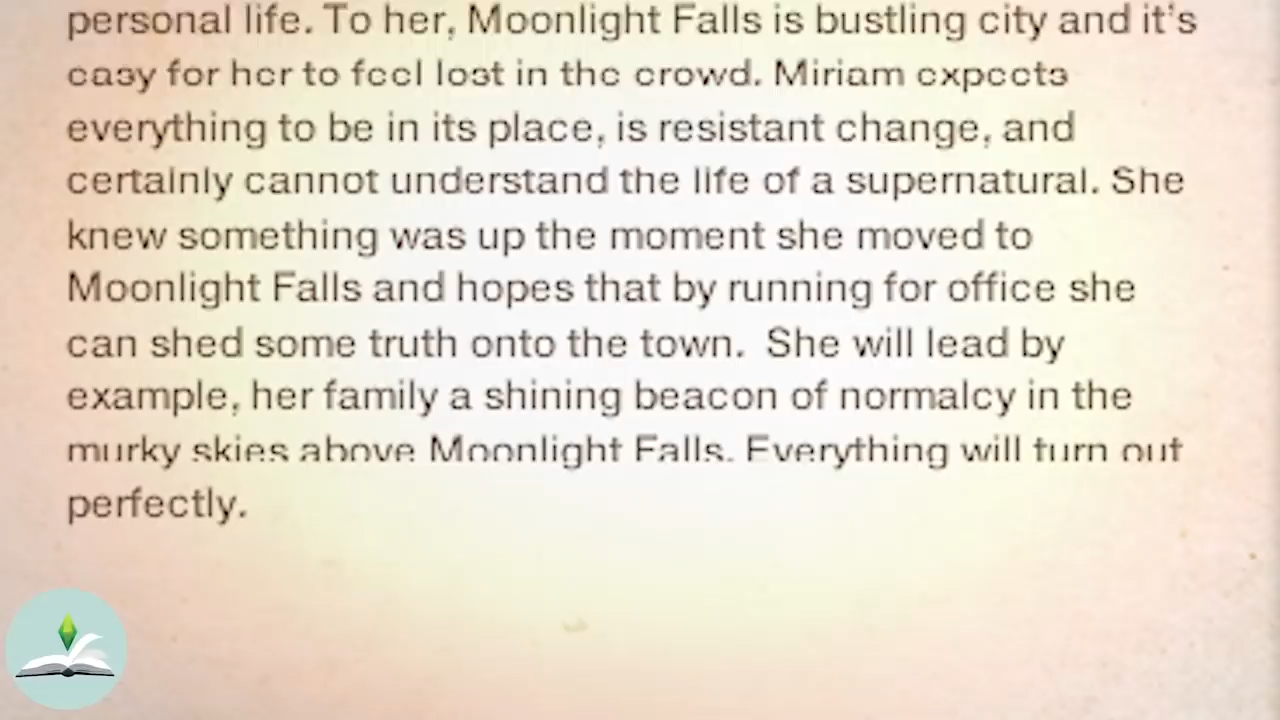 personal life. To her, Moonlight Falls is bustling city and it's
easy for her to feel lost in the crowd. Miriam expects
everything to be in its place, is resistant change, and
certainly cannot understand the life of a supernatural. She
knew something was up the moment she moved to
Moonlight Falls and hopes that by running for office she
can shed some truth onto the town.  She will lead by
example, her family a shining beacon of normalcy in the
murky skies above Moonlight Falls. Everything will turn out
perfectly.